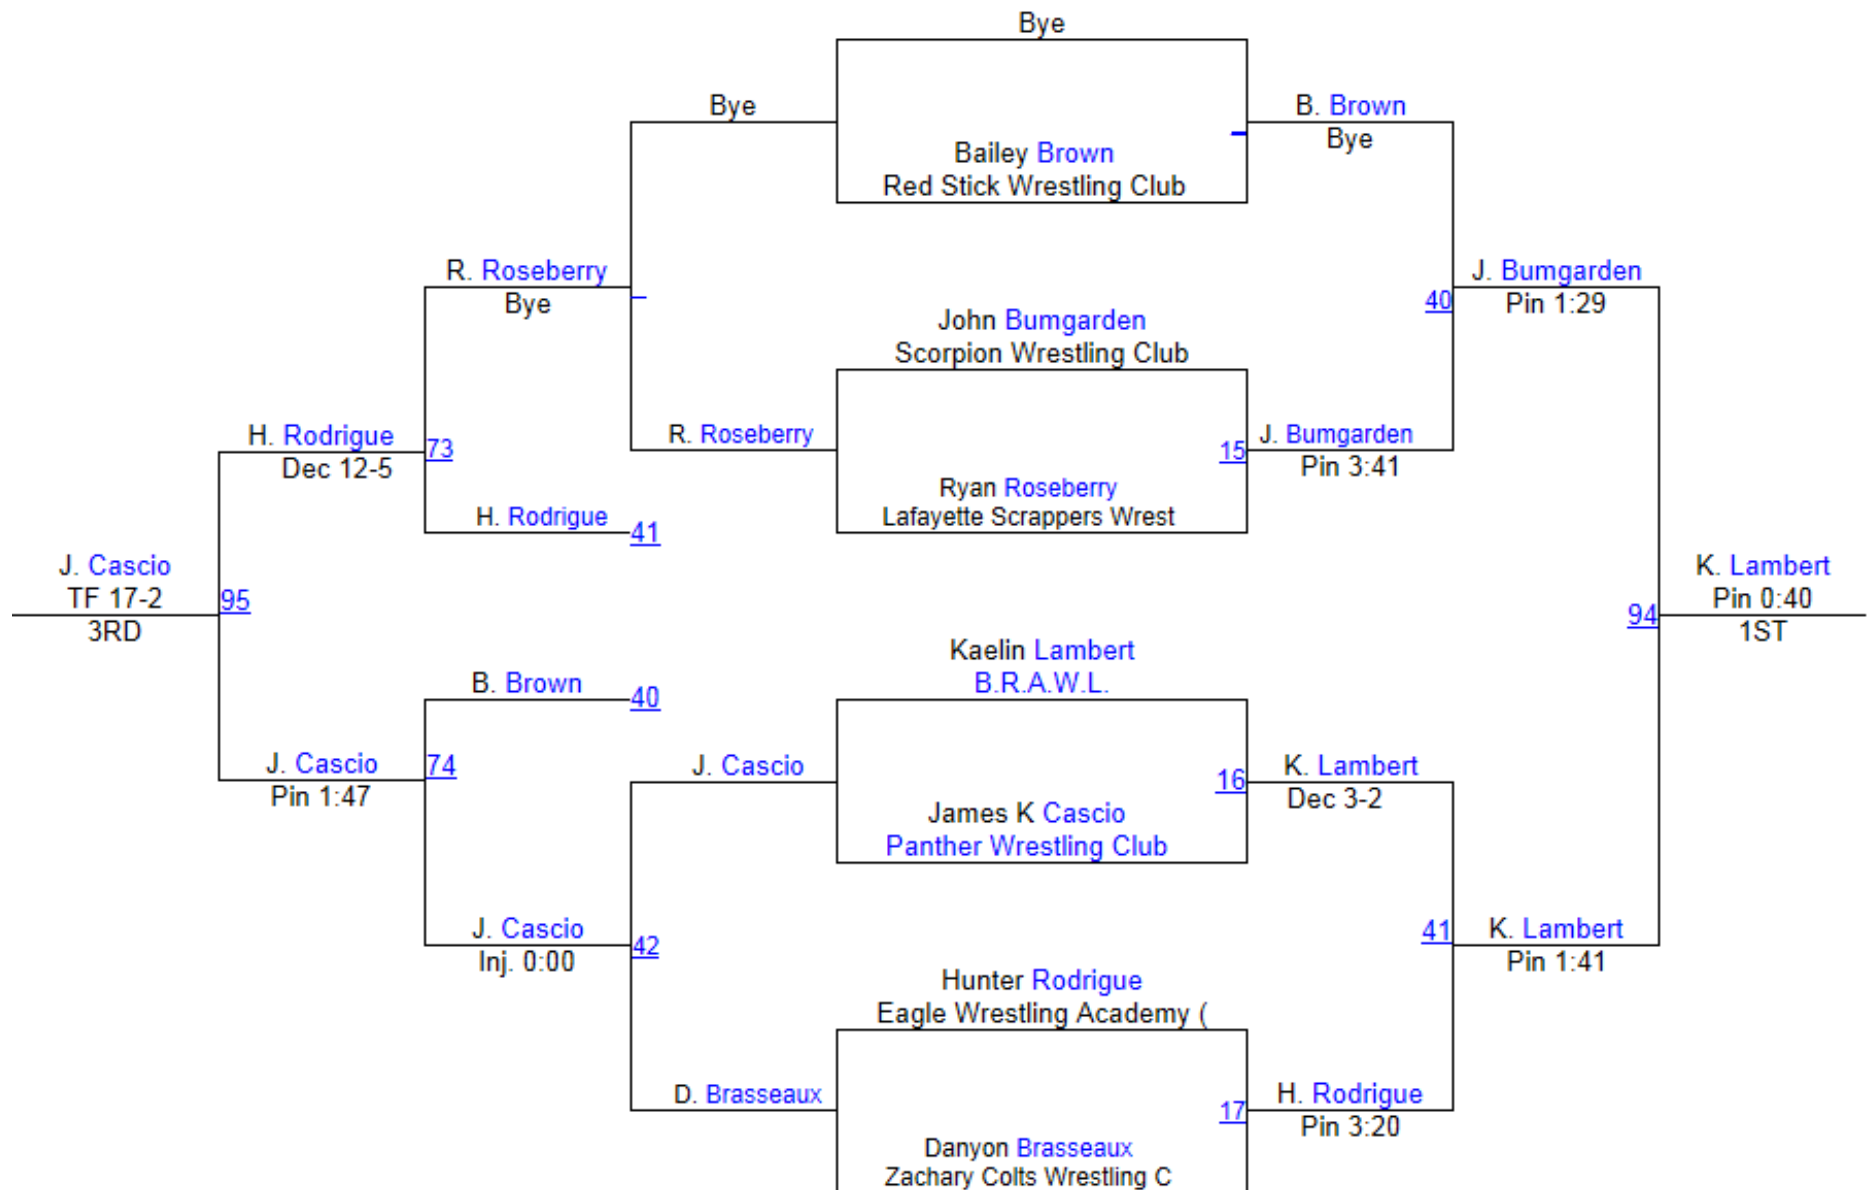 Bye
Bye
B. Brown
Bye
Bailey Brown
Red Stick Wrestling Club
R. Roseberry
Bye
J. Bumgarden
Pin 1:29
40
John Bumgarden
Scorpion Wrestling Club
H. Rodrigue
Dec 12-5
73
R. Roseberry
15
J. Bumgarden
Pin 3:41
Ryan Roseberry
Lafayette Scrappers Wrest
H. Rodrigue
41
J. Cascio
TF 17-2
3RD
95
K. Lambert
Pin 0:40
1ST
94
Kaelin Lambert
B.R.A.W.L.
B. Brown
40
J. Cascio
Pin 1:47
74
J. Cascio
16
K. Lambert
Dec 3-2
James K Cascio
Panther Wrestling Club
J. Cascio
Inj. 0:00
42
41
K. Lambert
Pin 1:41
Hunter Rodrigue
Eagle Wrestling Academy (
D. Brasseaux
17
H. Rodrigue
Pin 3:20
Danyon Brasseaux
Zachary Colts Wrestling C